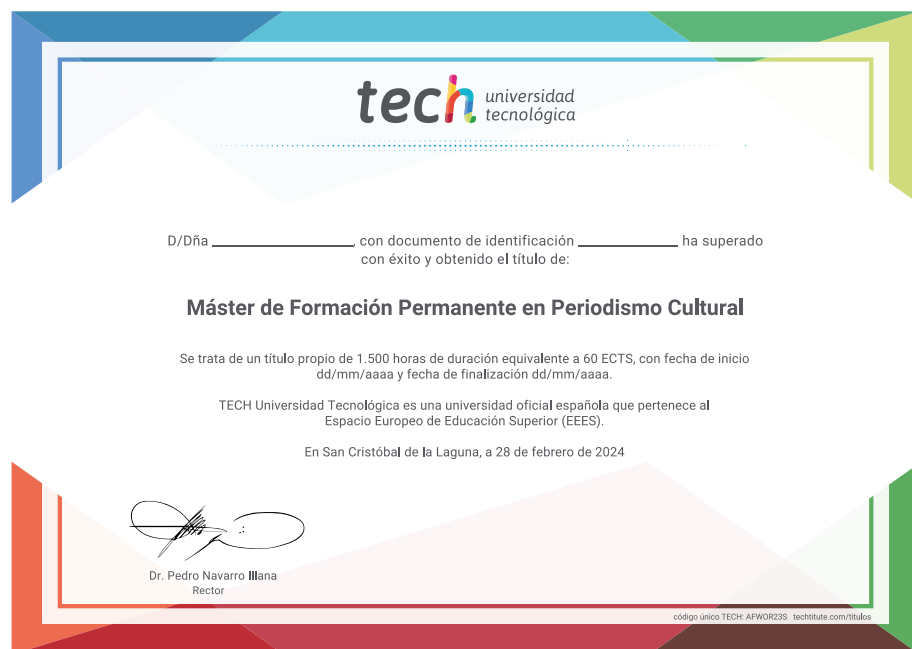 tech universidad
tecnológica
D/Dña ______________, con documento de identificación __________ ha superado
con éxito y obtenido el título de:
Máster de Formación Permanente en Periodismo Cultural
Se trata de un título propio de 1.500 horas de duración equivalente a 60 ECTS, con fecha de inicio
dd/mm/aaaa y fecha de finalización dd/mm/aaaa.
TECH Universidad Tecnológica es una universidad oficial española que pertenece al
Espacio Europeo de Educación Superior (EEES).
En San Cristóbal de la Laguna, a 28 de febrero de 2024
Dr. Pedro Navarro Illana
Rector
código único TECH: AFWOR23S techtitute.com/titulos